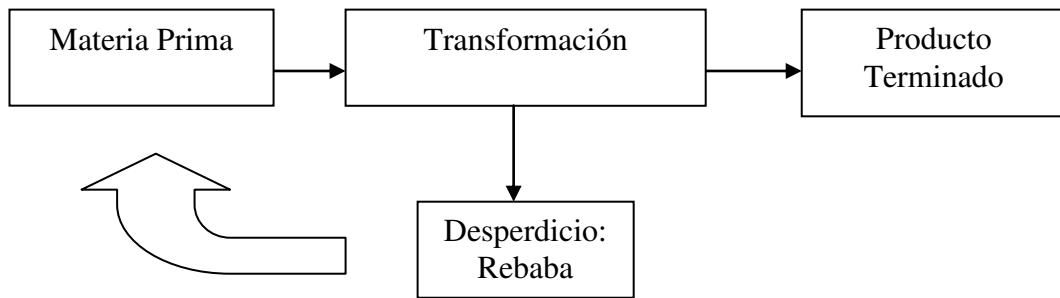 Materia Prima
Transformación
Producto
Terminado
Desperdicio:
Rebaba